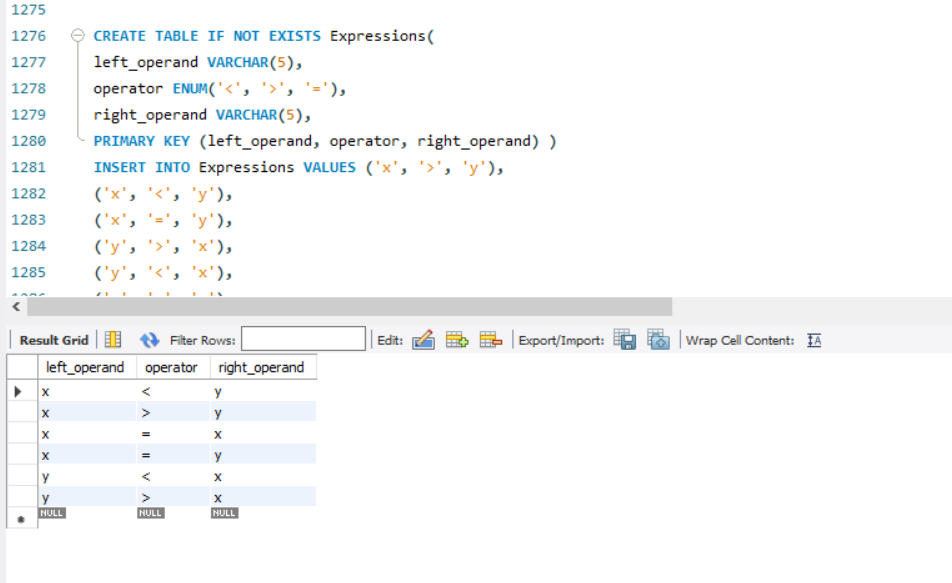 1275
1276 CREATE TABLE IF NOT EXISTS Expressions(
1277 left_operand VARCHAR(5),
1278 operator ENUM('<', '>', '='),
1279 right_operand VARCHAR(5),
1280 PRIMARY KEY (left_operand, operator, right_operand) )
1281 INSERT INTO Expressions VALUES ('x', '>', 'y'),
1282 ('x', '<', 'y'),
1283 ('x', '=', 'y'),
1284 ('y', '>', 'x'),
1285 ('y', '<', 'x'),
Result Grid Filter Rows: Edit: Export/Import: Wrap Cell Content: IA
left_operand operator right_operand
x < y
x > y
x = x
x = y
y < x
y > x
NULL NULL NULL